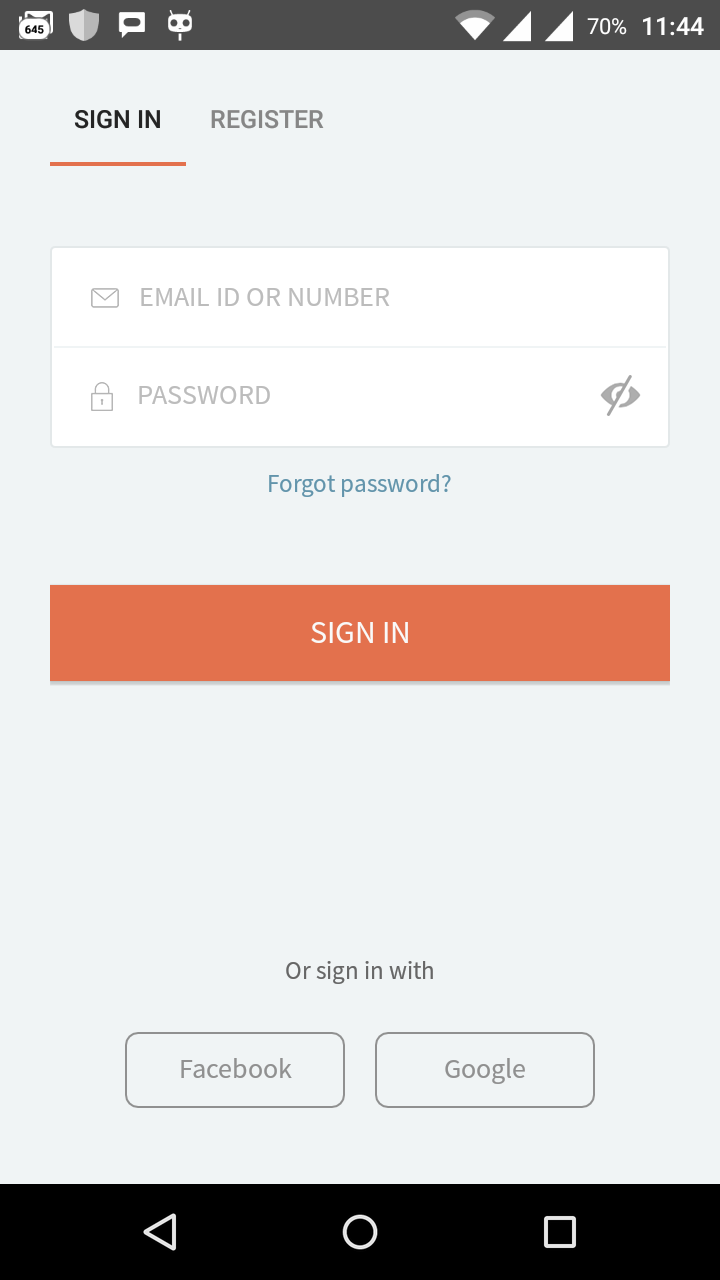 645 70% 11:44
SIGN IN REGISTER
EMAIL ID OR NUMBER
PASSWORD
Forgot password?
SIGN IN
Or sign in with
Facebook Google